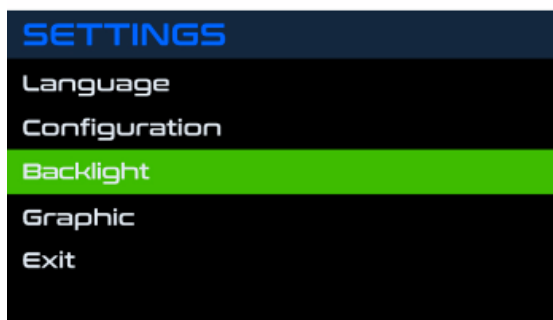 SETTINGS
Language
Configuration
Backlight
Graphic
Exit